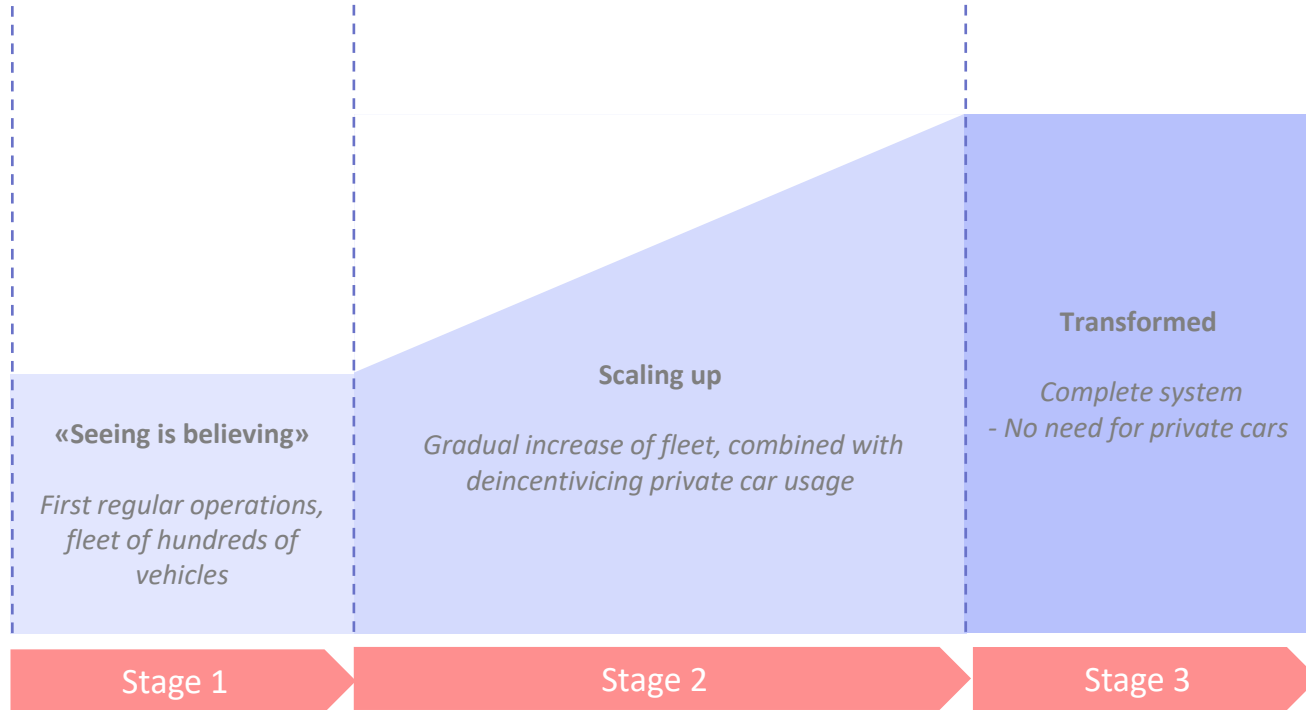 «Seeing is believing»
First regular operations,
fleet of hundreds of
vehicles
Scaling up
Gradual increase of fleet, combined with
deincentivicing private car usage
Transformed
Complete system
- No need for private cars
Stage 1
Stage 2
Stage 3